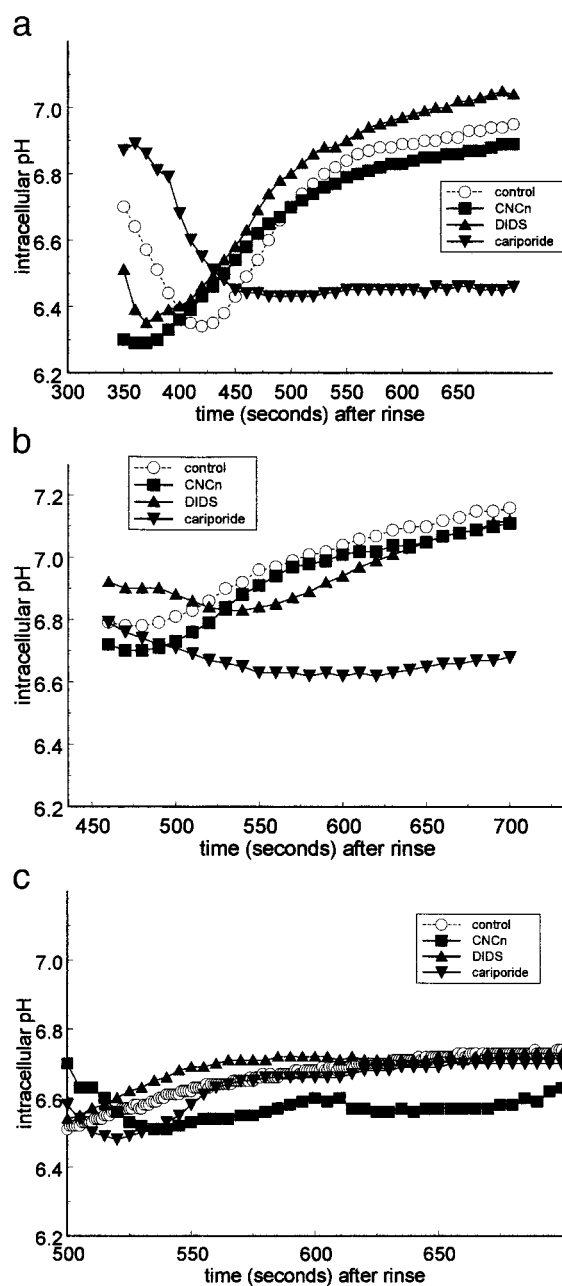 a
intracellular pH
7.0
6.8
6.6
6.4
6.2
control
CNCn
DIDS
cariporide
300 350 400 450 500 550 600 650
time (seconds) after rinse
b
intracellular pH
7.2
7.0
6.8
6.6
6.4
6.2
control
CNCn
DIDS
cariporide
450 500 550 600 650 700
time (seconds) after rinse
c
intracellular pH
7.0
6.8
6.6
6.4
6.2
control
CNCn
DIDS
cariporide
500 550 600 650
time (seconds) after rinse